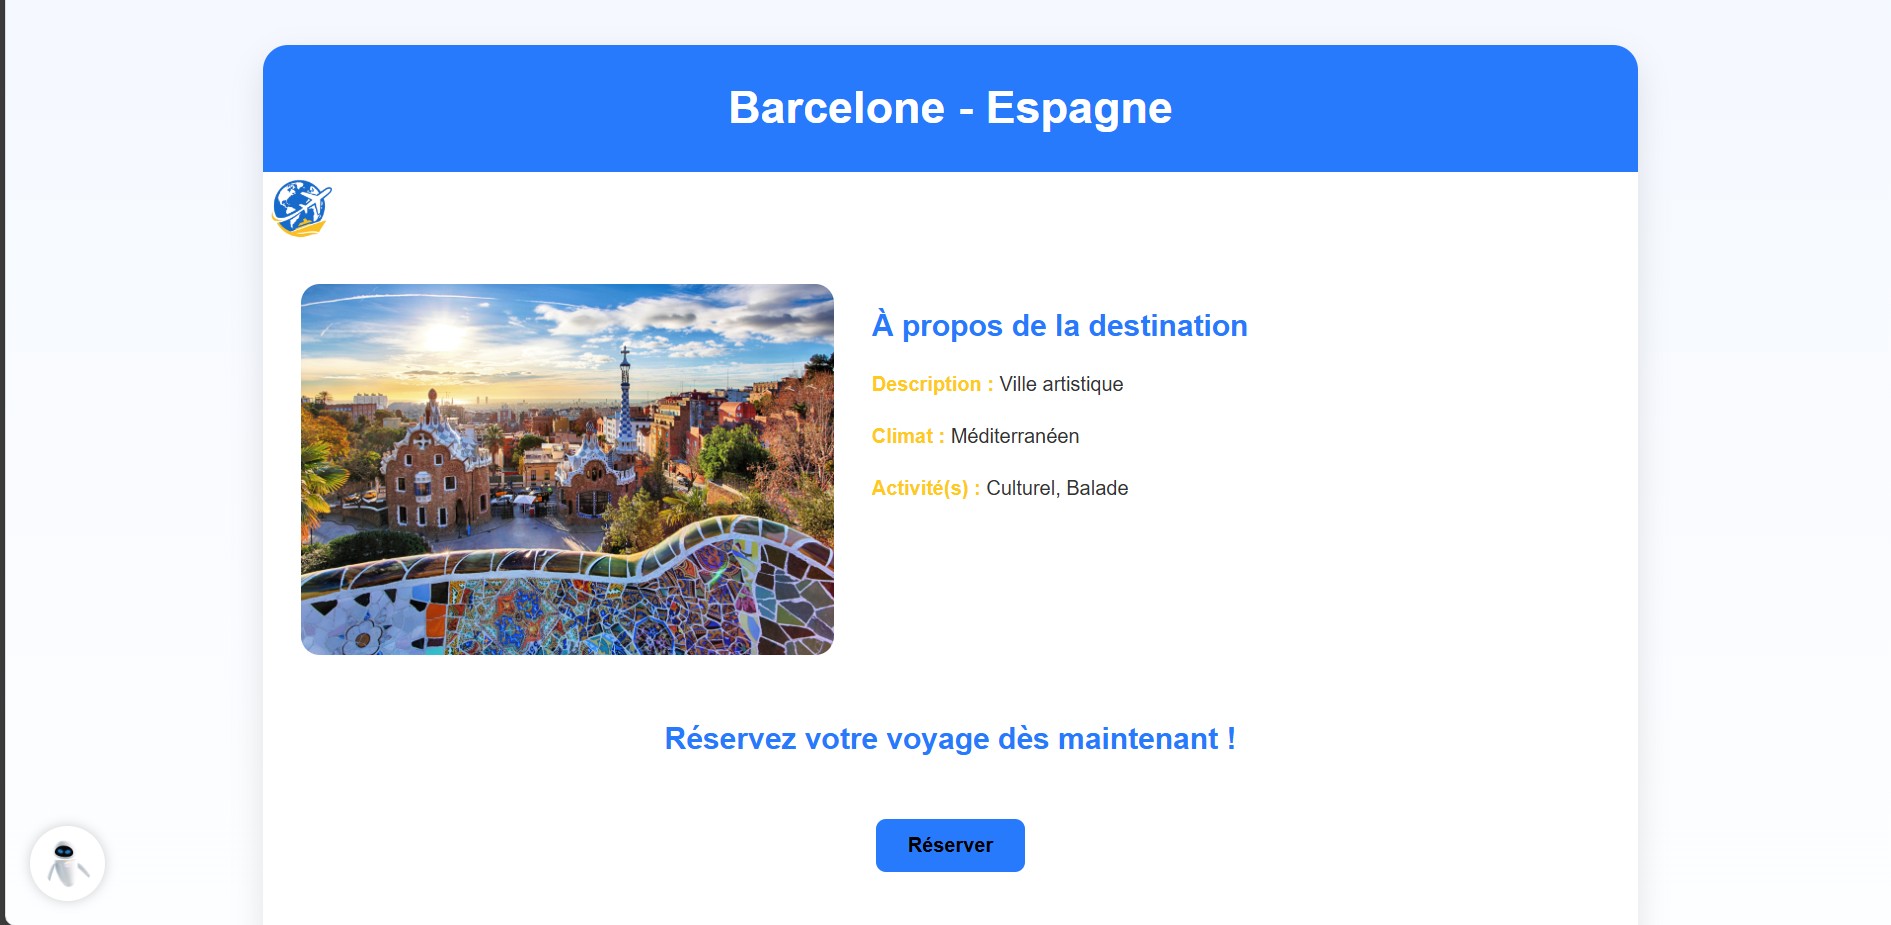 Barcelone - Espagne
À propos de la destination
Description : Ville artistique
Climat : Méditerranéen
Activité(s) : Culturel, Balade
Réservez votre voyage dès maintenant !
Réserver